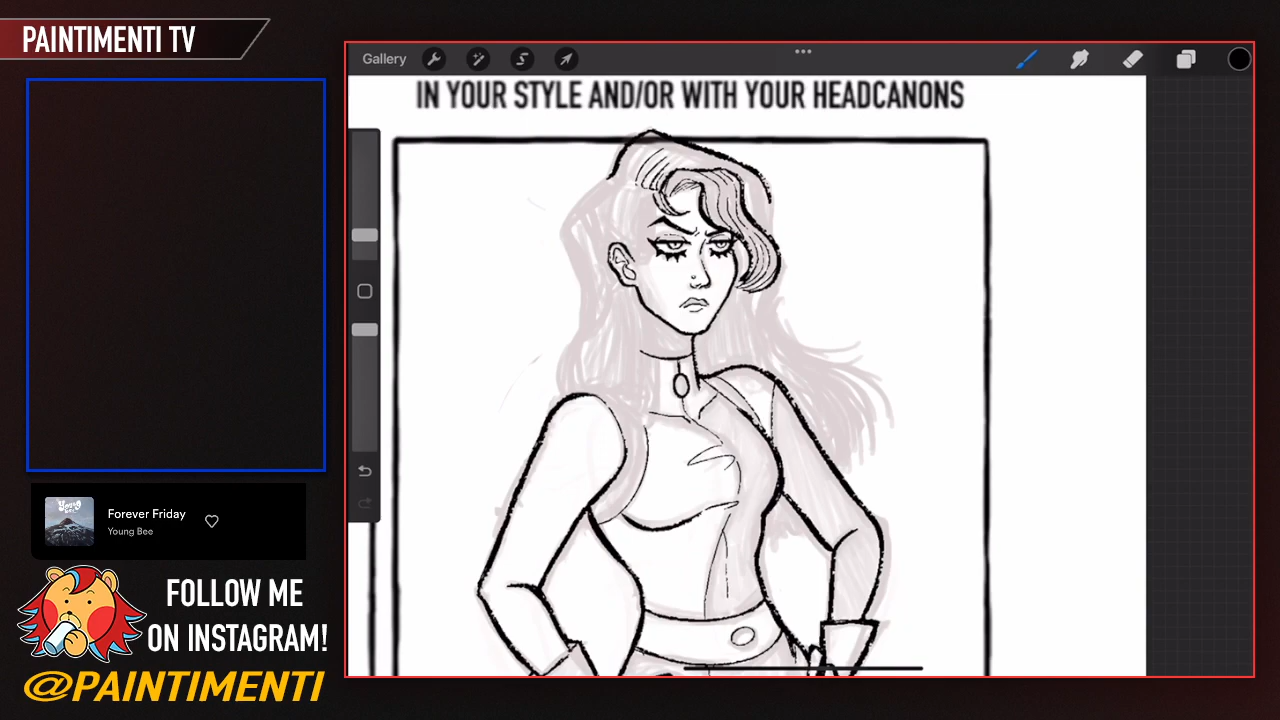 PAINTIMENTI TV
Gallery
IN YOUR STYLE AND/OR WITH YOUR HEADCANONS
Forever Friday
Young Bee
FOLLOW ME
ON INSTAGRAM!
@PAINTIMENTI